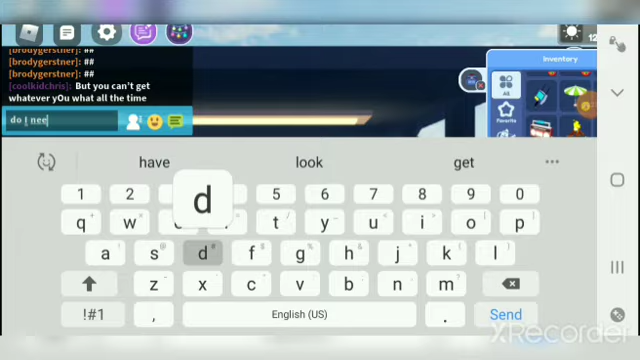 12
[brodygerstner]: ##
[brodygerstner]: ##
[brodygerstner]: ##
[coolkidchris]: But you can't get
whatever yOu what all the time
do I nee
Inventory
All
Favorite
have look get
d
1 2 5 6 7 8 9 0
q w t y u i o p
a s d f g h j k l
z x c v b n m
!#1 , English (US) . Send
XRecorder